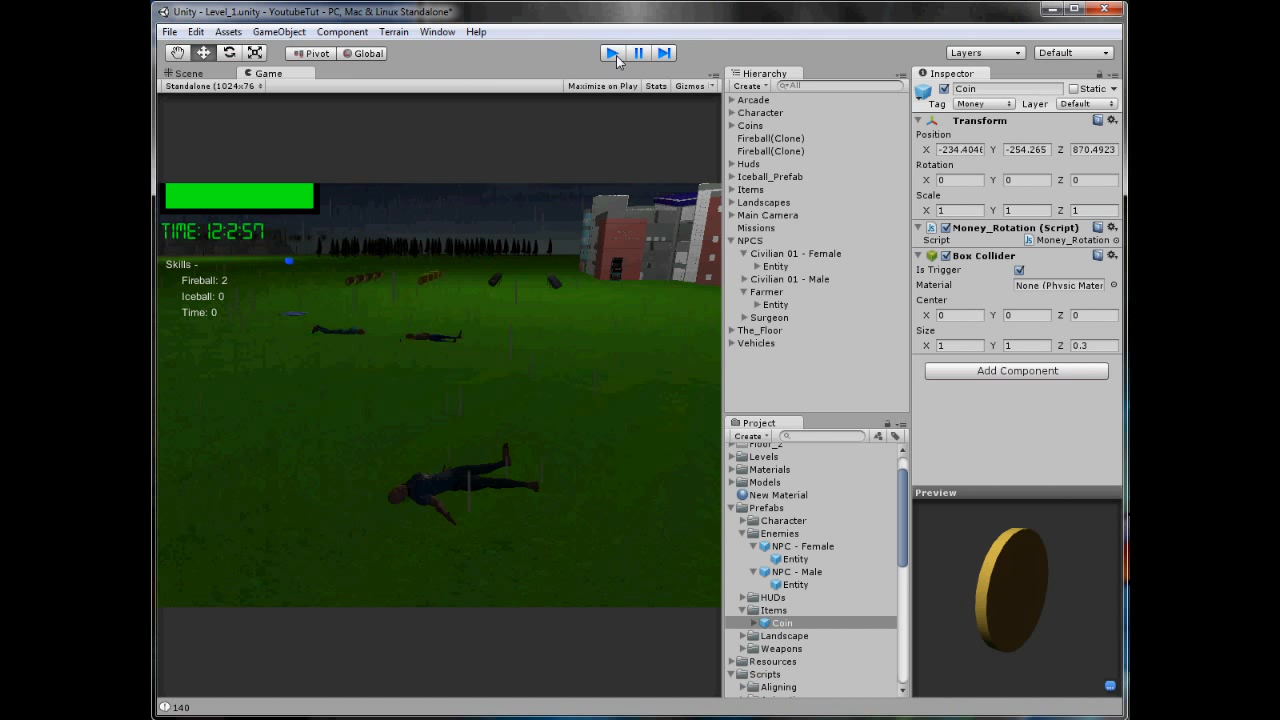 Unity - Level_1.unity - YoutubeTut - PC, Mac & Linux Standalone*
File Edit Assets GameObject Component Terrain Window Help
Pivot Global Layers Default
Scene Game
Standalone (1024x76 Maximize on Play Stats Gizmos
TIME: 12:2:57
Skills -
Fireball: 2
Iceball: 0
Time: 0
Hierarchy
Create All
Arcade
Character
Coins
Fireball(Clone)
Fireball(Clone)
Huds
Iceball_Prefab
Items
Landscapes
Main Camera
Missions
NPCS
Civilian 01 - Female
Entity
Civilian 01 - Male
Farmer
Entity
Surgeon
The_Floor
Vehicles
Project
Create
Floor_2
Levels
Materials
Models
New Material
Prefabs
Character
Enemies
NPC - Female
Entity
NPC - Male
Entity
HUDs
Items
Coin
Landscape
Weapons
Resources
Scripts
Aligning
Inspector
Coin Static
Tag Money Layer Default
Transform
Position
X -234.404 Y -254.265 Z 870.4923
Rotation
X 0 Y 0 Z 0
Scale
X 1 Y 1 Z 1
Money_Rotation (Script)
Script Money_Rotation
Box Collider
Is Trigger
Material None (Physic Mater
Center
X 0 Y 0 Z 0
Size
X 1 Y 1 Z 0.3
Add Component
Preview
140